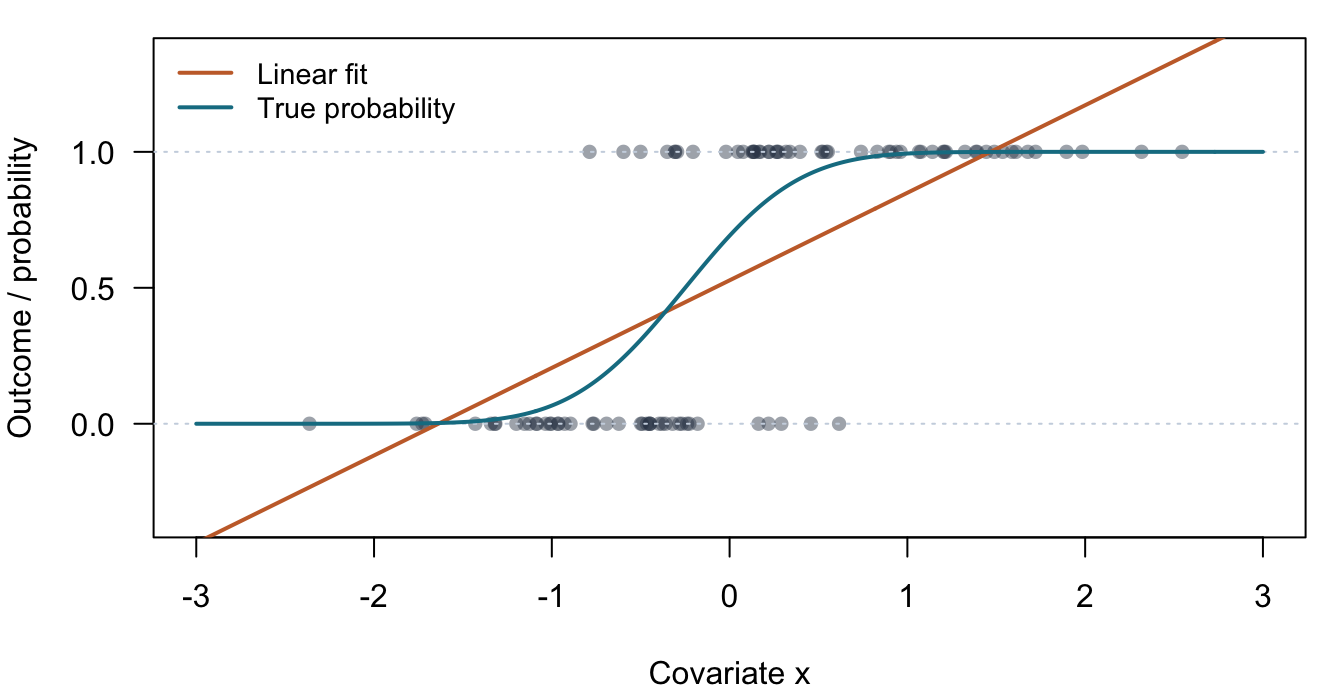 Linear fit
True probability
Outcome / probability
1.0
0.5
0.0
-3 -2 -1 0 1 2 3
Covariate x